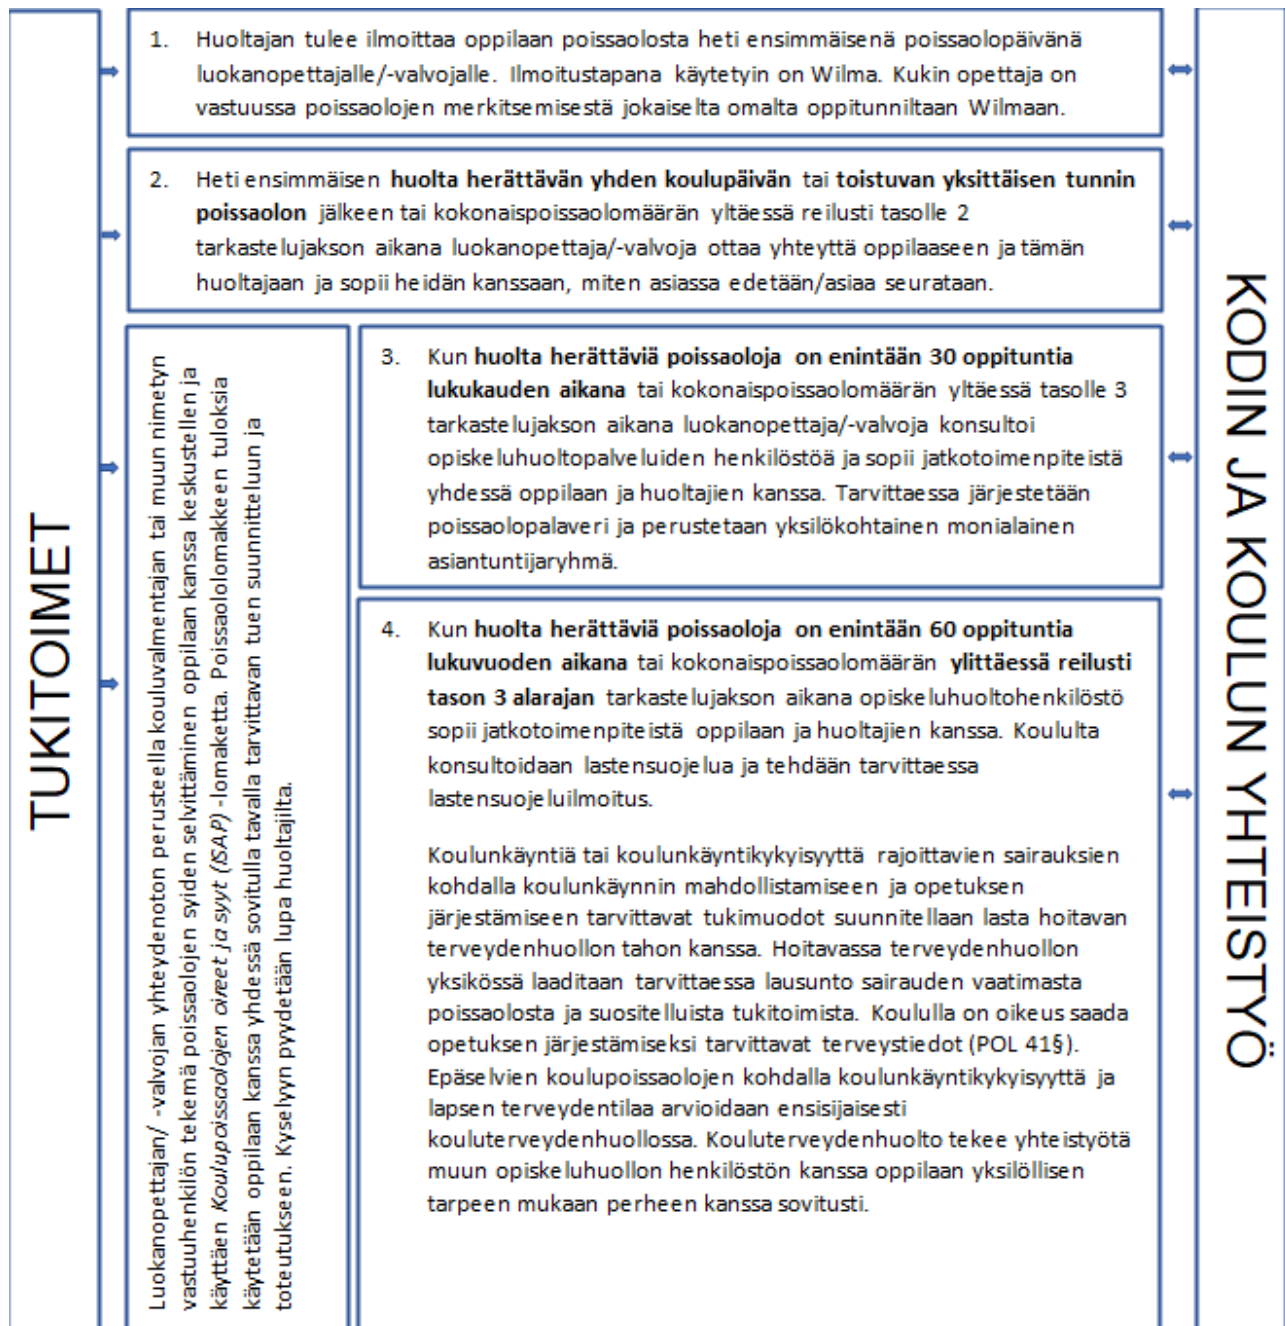 TUKITOIMET
1. Huoltajan tulee ilmoittaa oppilaan poissaolosta heti ensimmäisenä poissaolopäivänä
luokanopettajalle/-valvojalle. Ilmoitustapana käytetyin on Wilma. Kukin opettaja on
vastuussa poissaolojen merkitsemisestä jokaiselta omalta oppitunniltaan Wilmaan.
2. Heti ensimmäisen huolta herättävän yhden koulupäivän tai toistuvan yksittäisen tunnin
poissaolon jälkeen tai kokonaispoissaolomäärän yltäessä reilusti tasolle 2
tarkastelujakson aikana luokanopettaja/-valvoja ottaa yhteyttä oppilaaseen ja tämän
huoltajaan ja sopii heidän kanssaan, miten asiassa edetään/asiaa seurataan.
Luokanopettajan/ -valvojan yhteydenoton perusteella kouluvalmentajan tai muun nimetyn
vastuuhenkilön tekemä poissaolojen syiden selvittäminen oppilaan kanssa keskustellen ja
käyttäen Koulupoissaolojen oireet ja syyt (ISAP) -lomaketta. Poissaololomakkeen tuloksia
käytetään oppilaan kanssa yhdessä sovitulla tavalla tarvittavan tuen suunnitteluun ja
toteutukseen. Kyselyyn pyydetään lupa huoltajilta.
3. Kun huolta herättäviä poissaoloja on enintään 30 oppituntia
lukukauden aikana tai kokonaispoissaolomäärän yltäessä tasolle 3
tarkastelujakson aikana luokanopettaja/-valvoja konsultoi
opiskeluhuoltopalveluiden henkilöstöä ja sopii jatkotoimenpiteistä
yhdessä oppilaan ja huoltajien kanssa. Tarvittaessa järjestetään
poissaolopalaveri ja perustetaan yksilökohtainen monialainen
asiantuntijaryhmä.
4. Kun huolta herättäviä poissaoloja on enintään 60 oppituntia
lukuvuoden aikana tai kokonaispoissaolomäärän ylittäessä reilusti
tason 3 alarajan tarkastelujakson aikana opiskeluhuoltohenkilöstö
sopii jatkotoimenpiteistä oppilaan ja huoltajien kanssa. Koululta
konsultoidaan lastensuojelua ja tehdään tarvittaessa
lastensuojeluilmoitus.
Koulunkäyntiä tai koulunkäyntikykyisyyttä rajoittavien sairauksien
kohdalla koulunkäynnin mahdollistamiseen ja opetuksen
järjestämiseen tarvittavat tukimuodot suunnitellaan lasta hoitavan
terveydenhuollon tahon kanssa. Hoitavassa terveydenhuollon
yksikössä laaditaan tarvittaessa lausunto sairauden vaatimasta
poissaolosta ja suositelluista tukitoimista. Koululla on oikeus saada
opetuksen järjestämiseksi tarvittavat terveystiedot (POL 41§).
Epäselvien koulupoissaolojen kohdalla koulunkäyntikykyisyyttä ja
lapsen terveydentilaa arvioidaan ensisijaisesti
kouluterveydenhuollossa. Kouluterveydenhuolto tekee yhteistyötä
muun opiskeluhuollon henkilöstön kanssa oppilaan yksilöllisen
tarpeen mukaan perheen kanssa sovitusti.
KODIN JA KOULUN YHTEISTYÖ